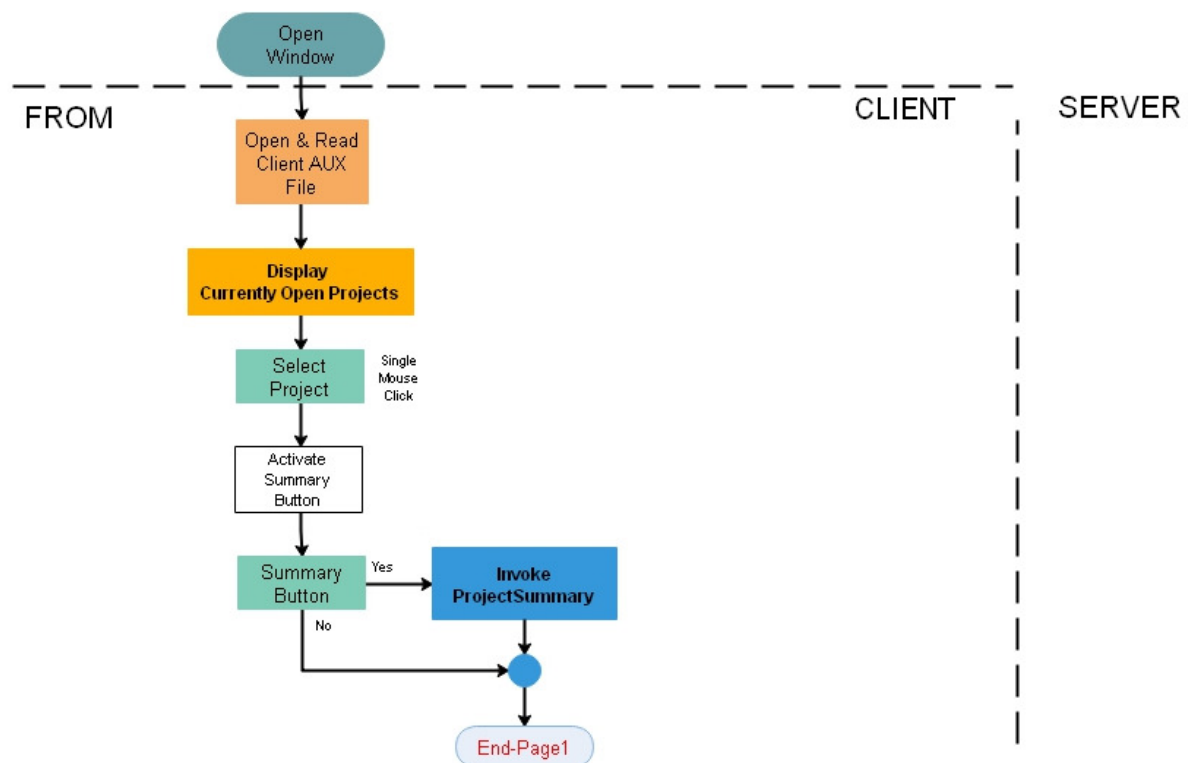 Open
Window
FROM
CLIENT
SERVER
Open & Read
Client AUX
File
Display
Currently Open Projects
Select
Project
Single
Mouse
Click
Activate
Summary
Button
Summary
Button
Yes
Invoke
ProjectSummary
No
End-Page1